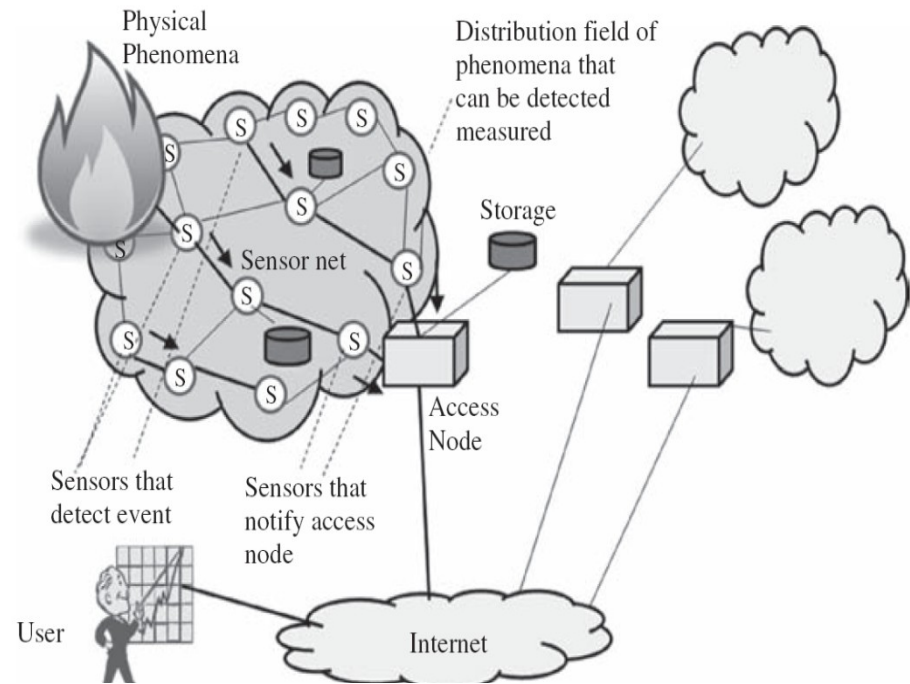 Physical
Phenomena
Distribution field of
phenomena that
can be detected
measured
S
S
S
S
S
S
Storage
S
S
Sensor net
S
S
S
S
S
S
Access
Node
Sensors that
detect event
Sensors that
notify access
node
User
Internet